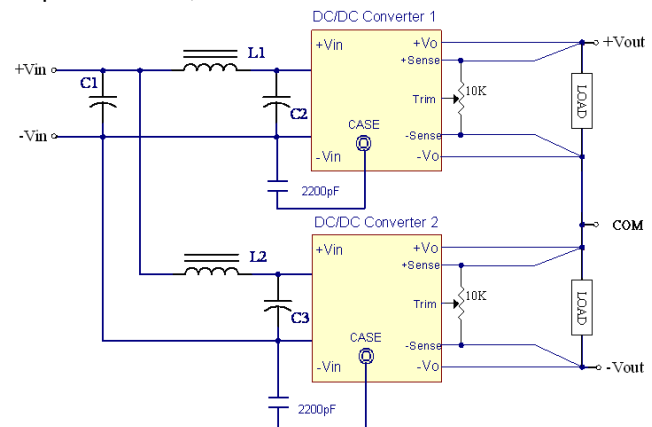 DC/DC Converter 1
+Vin
L1
+Vin
+Vo
+Vout
+Sense
C1
C2
Trim
10K
LOAD
CASE
-Vin
-Sense
-Vin
-Vo
2200pF
DC/DC Converter 2
COM
L2
+Vin
+Vo
+Sense
C3
Trim
10K
LOAD
CASE
-Sense
-Vin
-Vo
-Vout
2200pF